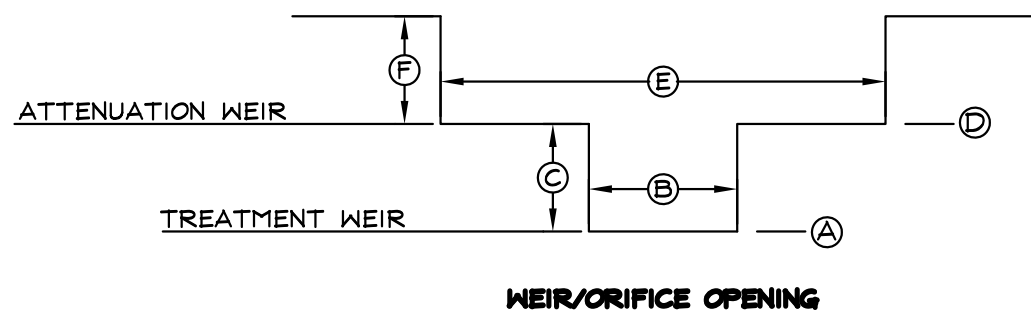 F
E
ATTENUATION WEIR
D
C
B
TREATMENT WEIR
A
WEIR/ORIFICE OPENING